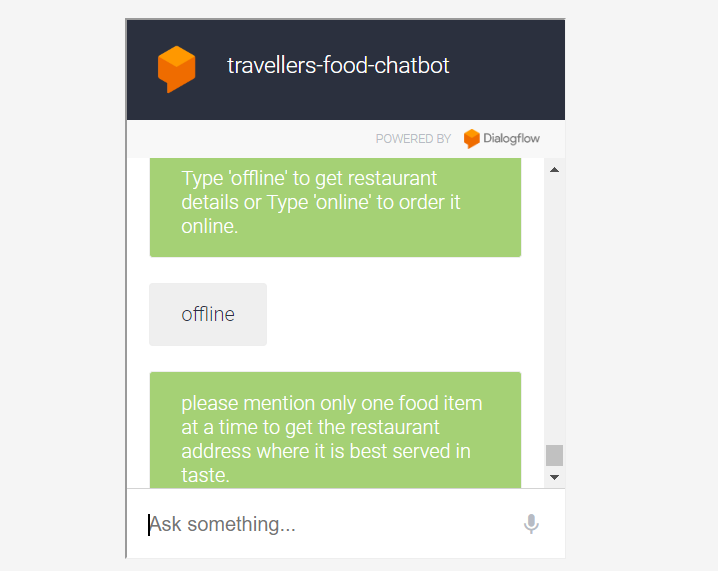 travellers-food-chatbot
POWERED BY Dialogflow
Type 'offline' to get restaurant
details or Type 'online' to order it
online.
offline
please mention only one food item
at a time to get the restaurant
address where it is best served in
taste.
Ask something...